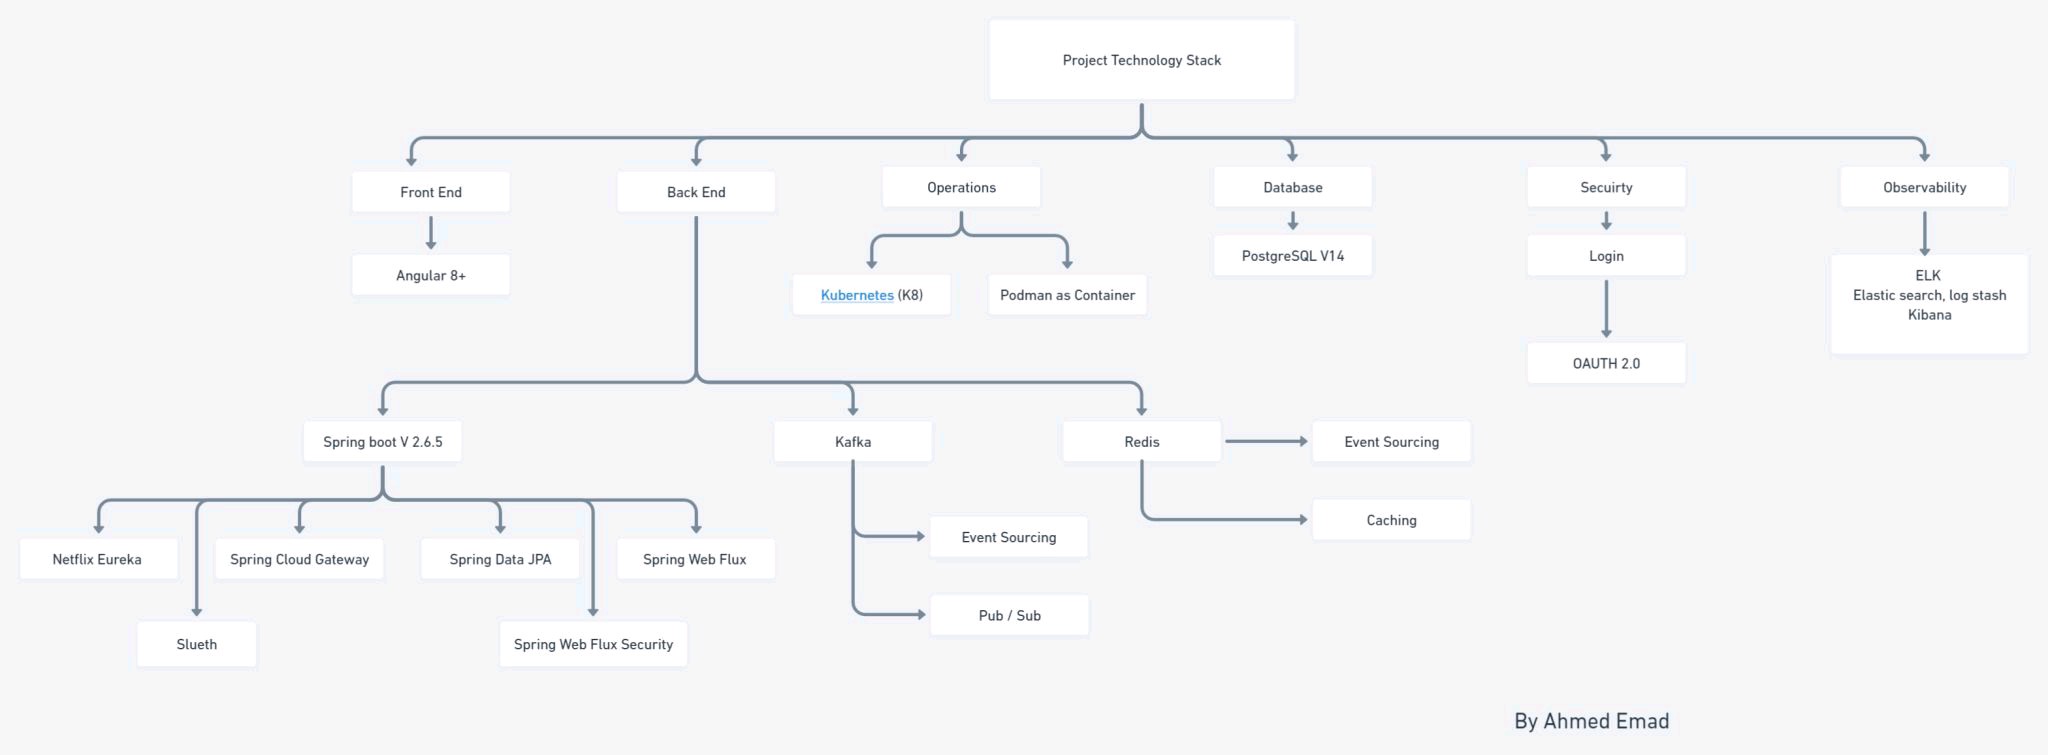 Project Technology Stack
Front End
Back End
Operations
Database
Secuirty
Observability
Angular 8+
Kubernetes (K8)
Podman as Container
PostgreSQL V14
Login
ELK
Elastic search, log stash
Kibana
OAUTH 2.0
Spring boot V 2.6.5
Kafka
Redis
Event Sourcing
Caching
Netflix Eureka
Spring Cloud Gateway
Spring Data JPA
Spring Web Flux
Event Sourcing
Pub / Sub
Slueth
Spring Web Flux Security
By Ahmed Emad